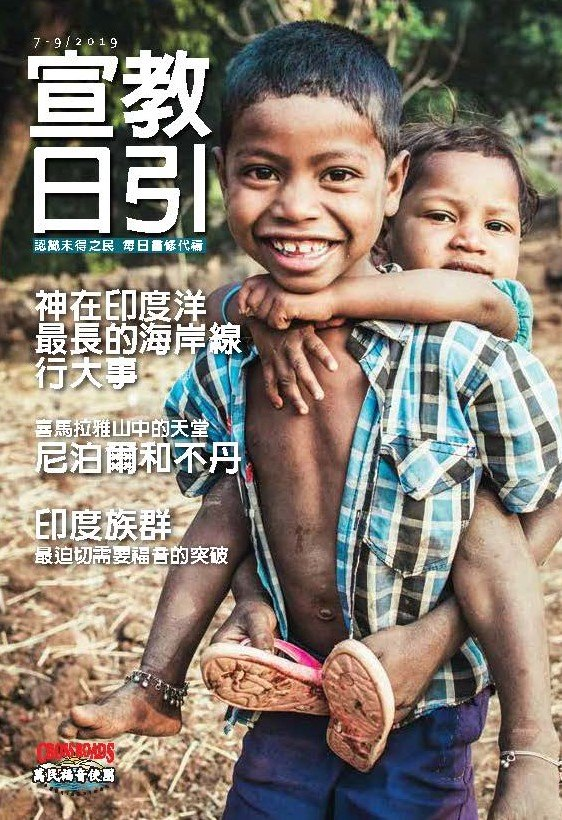 7-9/2019
宣教
日引
認識未得之民 每日靈修代禱
神在印度洋
最長的海岸線
行大事
喜馬拉雅山中的天堂
尼泊爾和不丹
印度族群
最迫切需要福音的突破
CROSSROADS
萬民福音使團